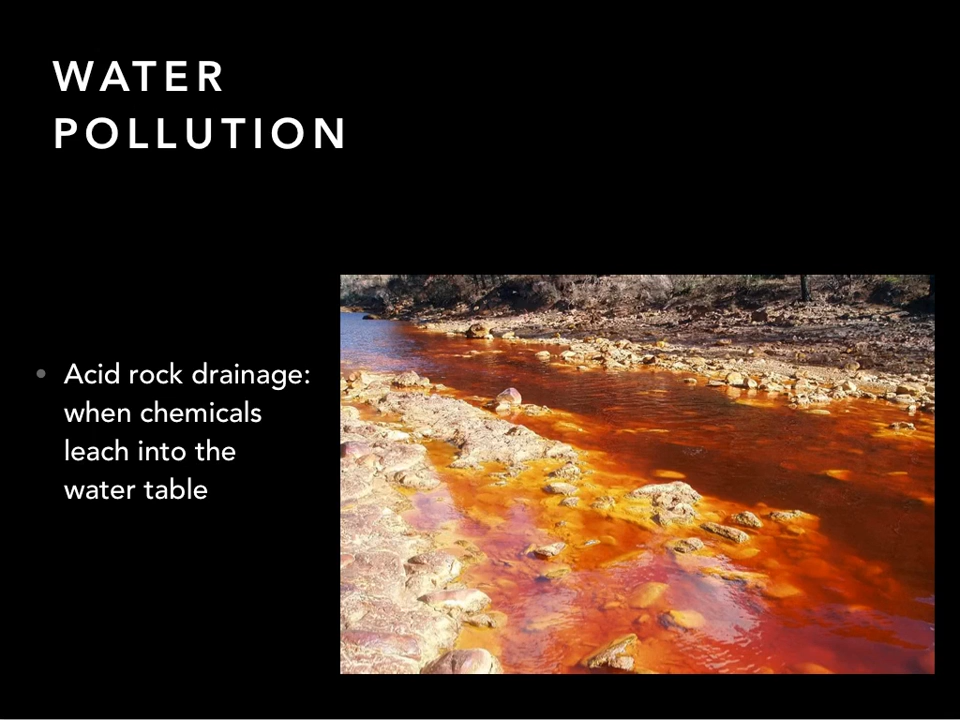 WATER
POLLUTION
• Acid rock drainage:
when chemicals
leach into the
water table